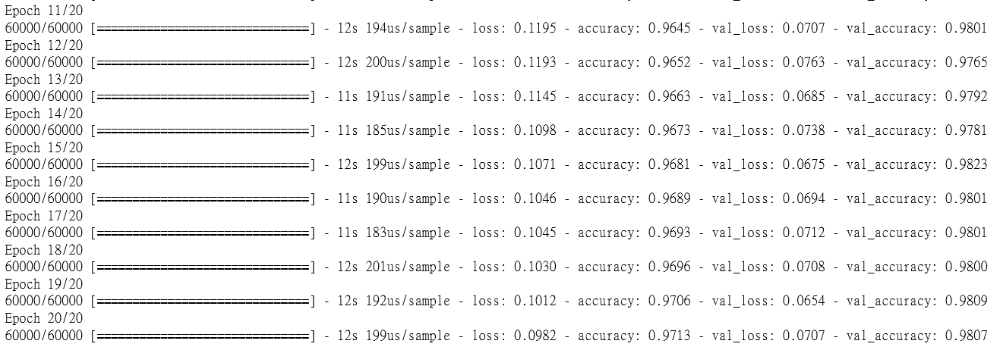 Epoch 11/20
60000/60000 [==============================] - 12s 194us/sample - loss: 0.1195 - accuracy: 0.9645 - val_loss: 0.0707 - val_accuracy: 0.9801
Epoch 12/20
60000/60000 [==============================] - 12s 200us/sample - loss: 0.1193 - accuracy: 0.9652 - val_loss: 0.0763 - val_accuracy: 0.9765
Epoch 13/20
60000/60000 [==============================] - 11s 191us/sample - loss: 0.1145 - accuracy: 0.9663 - val_loss: 0.0685 - val_accuracy: 0.9792
Epoch 14/20
60000/60000 [==============================] - 11s 185us/sample - loss: 0.1098 - accuracy: 0.9673 - val_loss: 0.0738 - val_accuracy: 0.9781
Epoch 15/20
60000/60000 [==============================] - 12s 199us/sample - loss: 0.1071 - accuracy: 0.9681 - val_loss: 0.0675 - val_accuracy: 0.9823
Epoch 16/20
60000/60000 [==============================] - 11s 190us/sample - loss: 0.1046 - accuracy: 0.9689 - val_loss: 0.0694 - val_accuracy: 0.9801
Epoch 17/20
60000/60000 [==============================] - 11s 183us/sample - loss: 0.1045 - accuracy: 0.9693 - val_loss: 0.0712 - val_accuracy: 0.9801
Epoch 18/20
60000/60000 [==============================] - 12s 201us/sample - loss: 0.1030 - accuracy: 0.9696 - val_loss: 0.0708 - val_accuracy: 0.9800
Epoch 19/20
60000/60000 [==============================] - 12s 192us/sample - loss: 0.1012 - accuracy: 0.9706 - val_loss: 0.0654 - val_accuracy: 0.9809
Epoch 20/20
60000/60000 [==============================] - 12s 199us/sample - loss: 0.0982 - accuracy: 0.9713 - val_loss: 0.0707 - val_accuracy: 0.9807